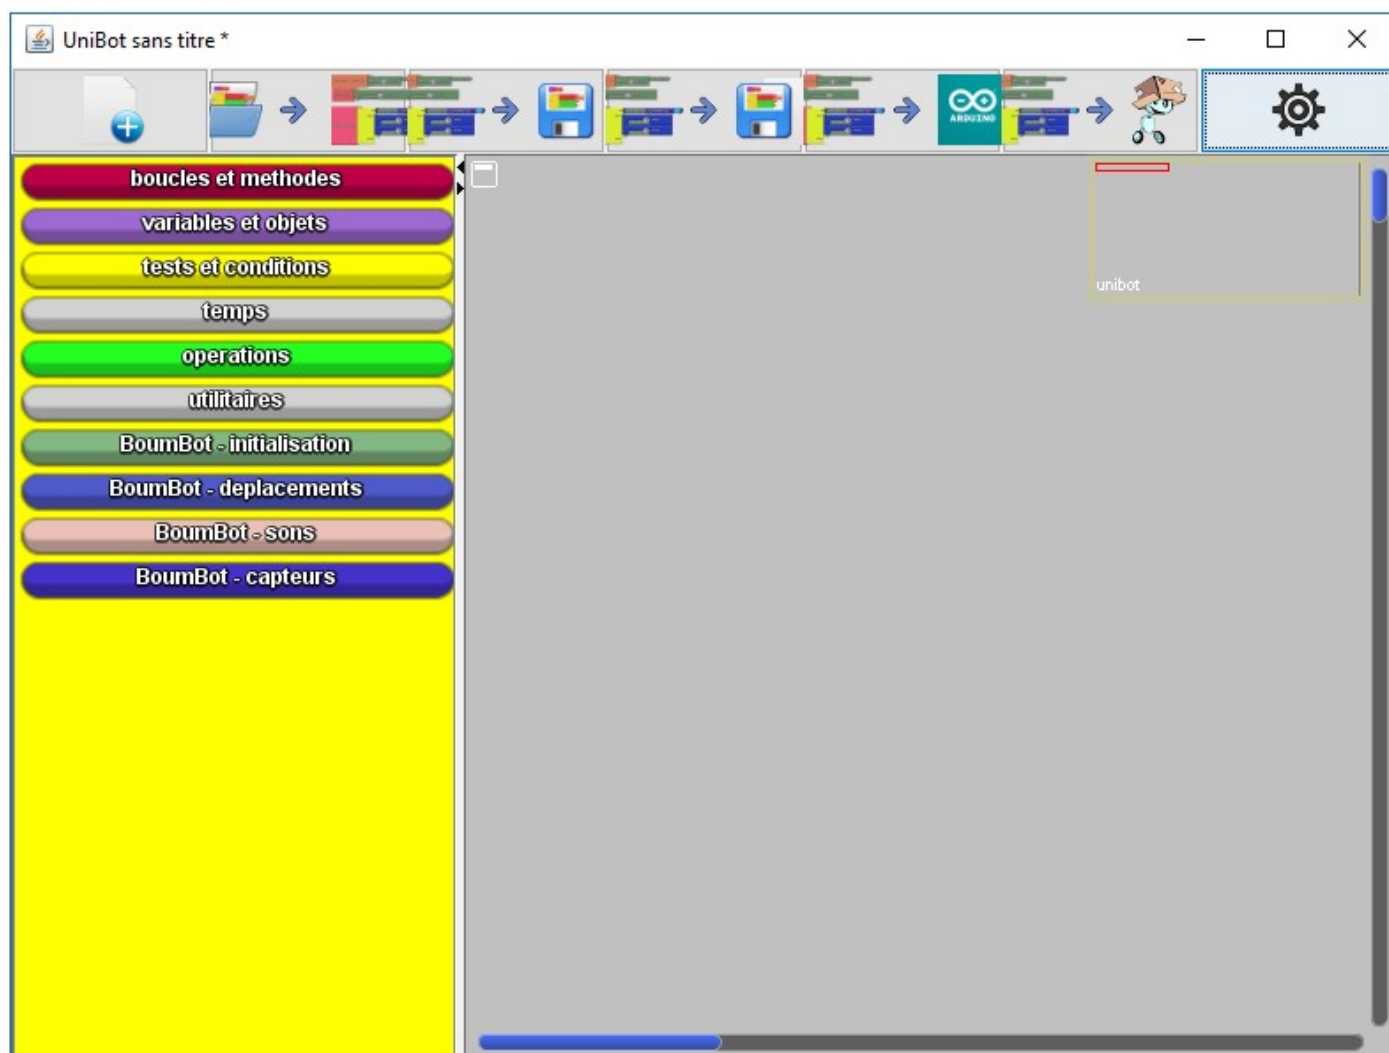 UniBot sans titre *
ARDUINO
boucles et methodes
variables et objets
tests et conditions
temps
operations
utilitaires
BoumBot - initialisation
BoumBot - deplacements
BoumBot - sons
BoumBot - capteurs
unibot